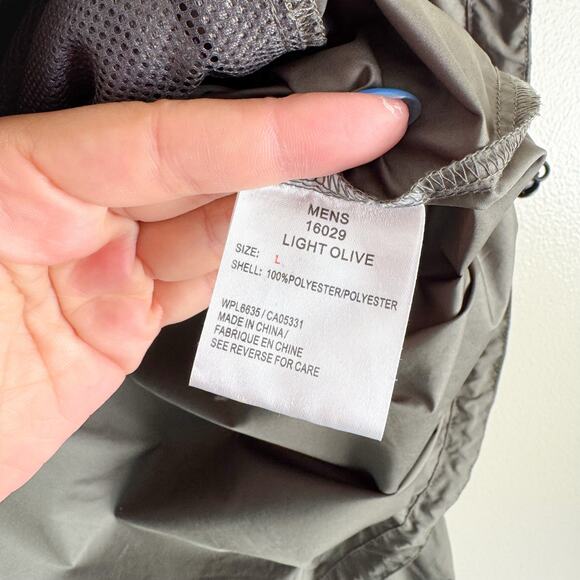 MENS
16029
LIGHT OLIVE
SIZE: L
SHELL: 100%POLYESTER/POLYESTER
WPL6635 / CA05331
MADE IN CHINA/
FABRIQUE EN CHINE
SEE REVERSE FOR CARE